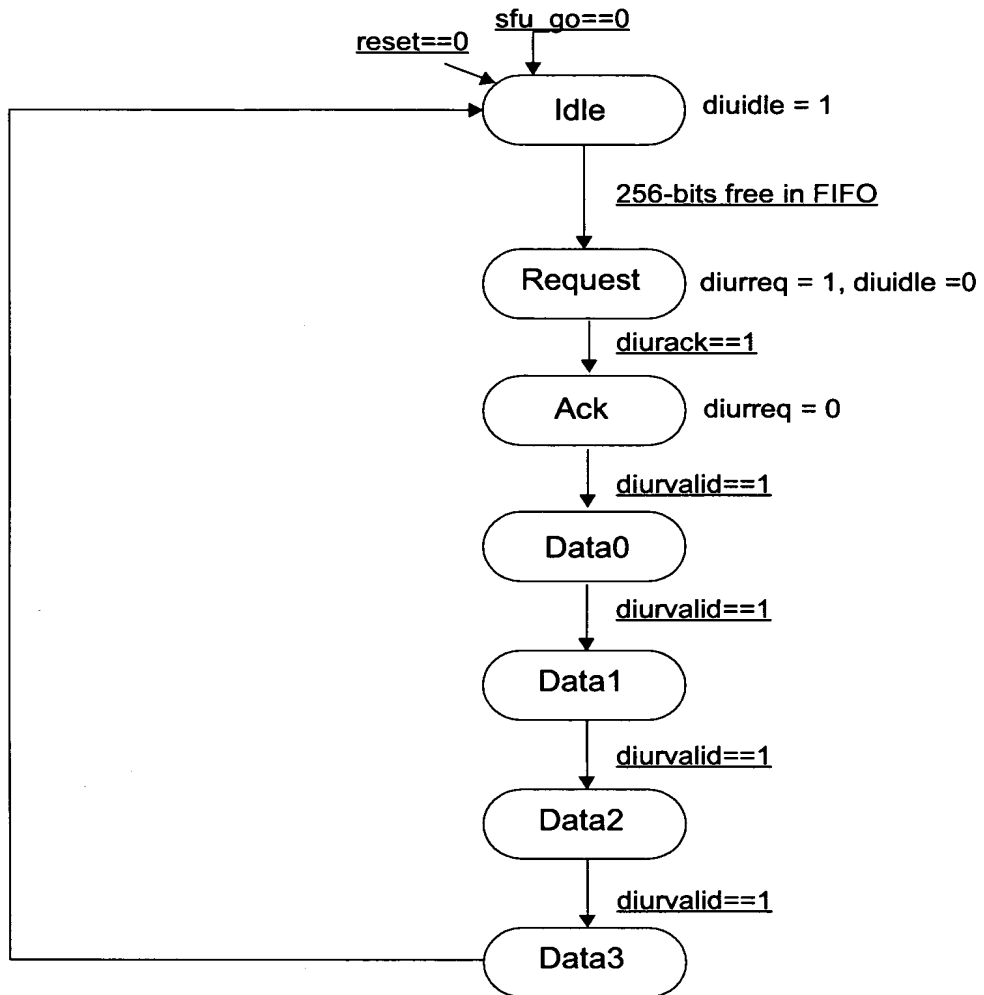 sfu_go==0
reset==0
Idle
diuidle = 1
256-bits free in FIFO
Request
diurreq = 1, diuidle =0
diurack==1
Ack
diurreq = 0
diurvalid==1
Data0
diurvalid==1
Data1
diurvalid==1
Data2
diurvalid==1
Data3